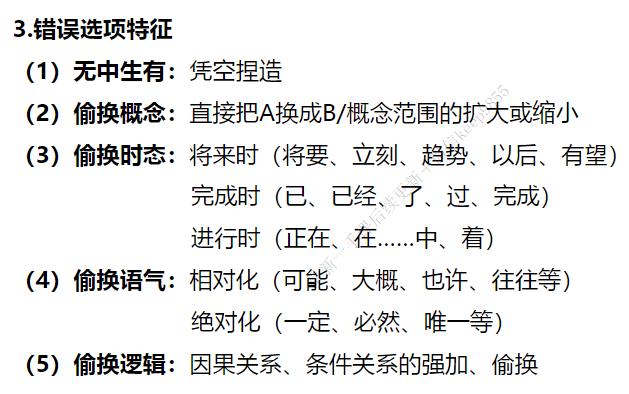 3.错误选项特征
（1）无中生有：凭空捏造
（2）偷换概念：直接把A换成B/概念范围的扩大或缩小
（3）偷换时态：将来时（将要、立刻、趋势、以后、有望）
完成时（已、已经、了、过、完成）
进行时（正在、在……中、着）
（4）偷换语气：相对化（可能、大概、也许、往往等）
绝对化（一定、必然、唯一等）
（5）偷换逻辑：因果关系、条件关系的强加、偷换